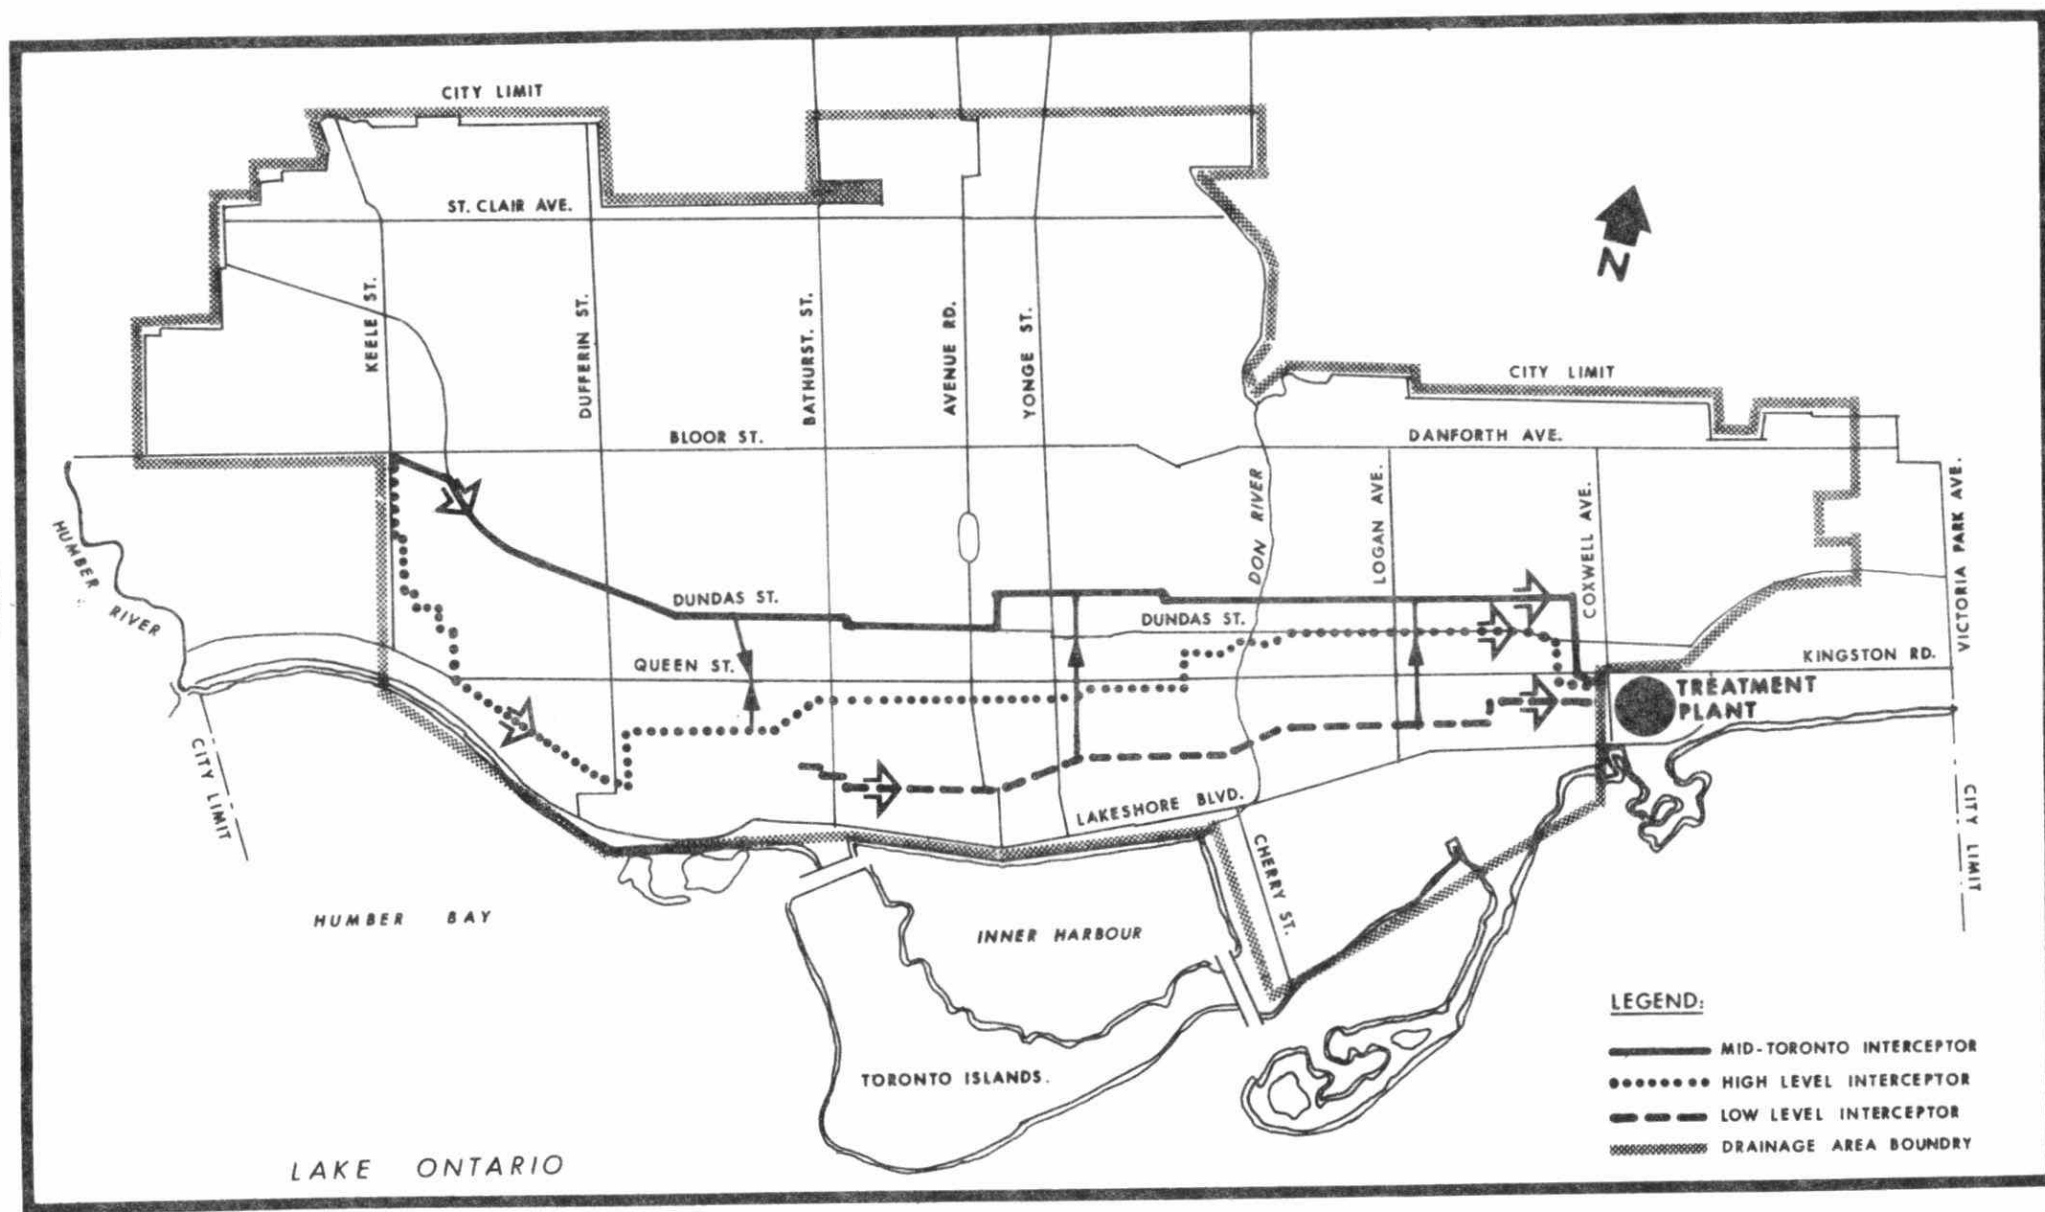 CITY LIMIT
ST. CLAIR AVE.
KEELE ST.
DUFFERIN ST.
BATHURST. ST.
AVENUE RD.
YONGE ST.
N
CITY LIMIT
BLOOR ST.
DANFORTH AVE.
HUMBER RIVER
DON RIVER
LOGAN AVE.
COXWELL AVE.
VICTORIA PARK AVE.
DUNDAS ST.
DUNDAS ST.
QUEEN ST.
KINGSTON RD.
TREATMENT
PLANT
CITY LIMIT
LAKESHORE BLVD.
CHERRY ST.
CITY LIMIT
HUMBER BAY
INNER HARBOUR
TORONTO ISLANDS.
LAKE ONTARIO
LEGEND:
MID-TORONTO INTERCEPTOR
HIGH LEVEL INTERCEPTOR
LOW LEVEL INTERCEPTOR
DRAINAGE AREA BOUNDRY